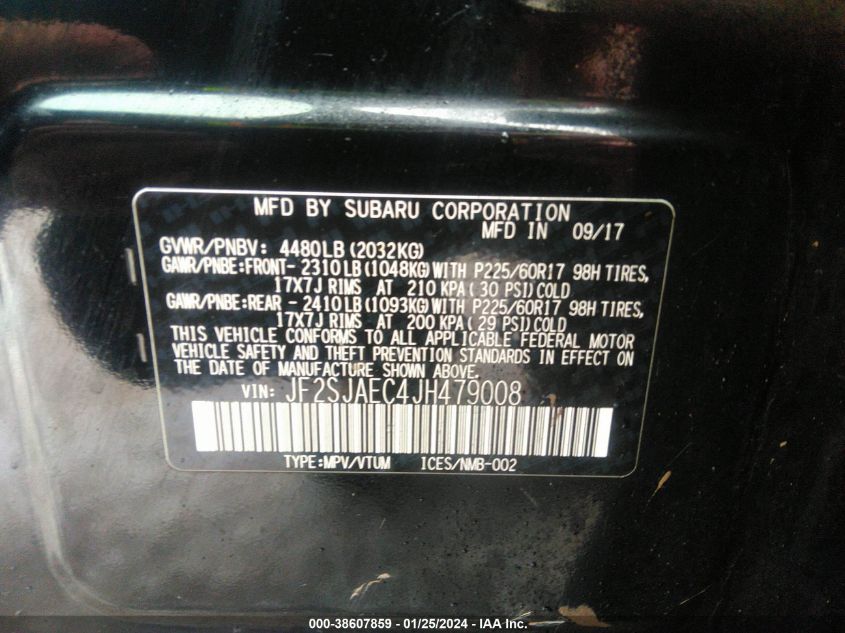 MFD BY SUBARU CORPORATION
MFD IN 09/17
GVWR/PNBV: 4480LB(2032KG)
GAWR/PNBE:FRONT- 2310LB(1048KG)WITH P225/60R17 98H TIRES,
17X7J RIMS AT 210 KPA(30 PSI)COLD
GAWR/PNBE:REAR - 2410LB(1093KG)WITH P225/60R17 98H TIRES,
17X7J RIMS AT 200 KPA(29 PSI)COLD
THIS VEHICLE CONFORMS TO ALL APPLICABLE FEDERAL MOTOR
VEHICLE SAFETY AND THEFT PREVENTION STANDARDS IN EFFECT ON
THE DATE OF MANUFACTURE SHOWN ABOVE.
VIN: JF2SJAEC4JH479008
TYPE:MPV/VTUM ICES/NMB-002
000-38607859 - 01/25/2024 - IAA Inc.